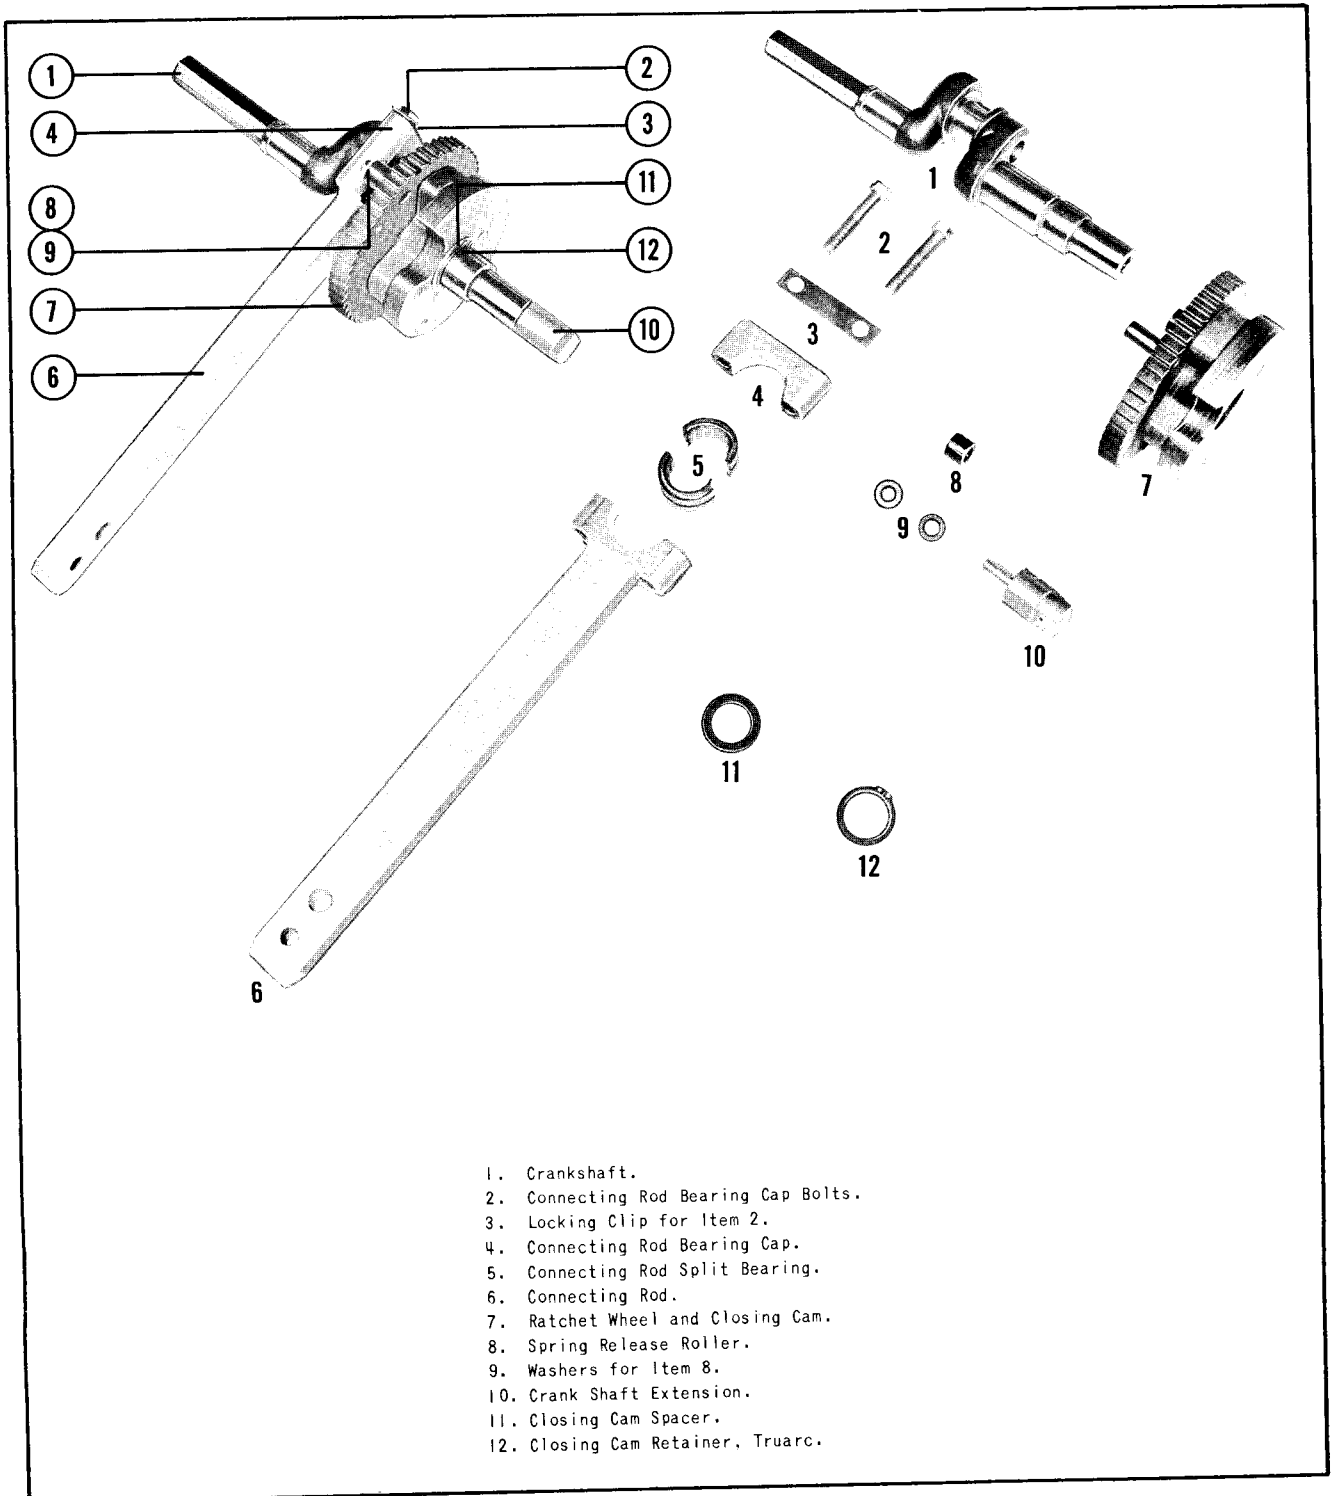 1
2
4
3
11
8
9
12
7
10
6
1
2
3
4
5
8
7
9
10
11
12
6
1. Crankshaft.
2. Connecting Rod Bearing Cap Bolts.
3. Locking Clip for Item 2.
4. Connecting Rod Bearing Cap.
5. Connecting Rod Split Bearing.
6. Connecting Rod.
7. Ratchet Wheel and Closing Cam.
8. Spring Release Roller.
9. Washers for Item 8.
10. Crank Shaft Extension.
11. Closing Cam Spacer.
12. Closing Cam Retainer, Truarc.